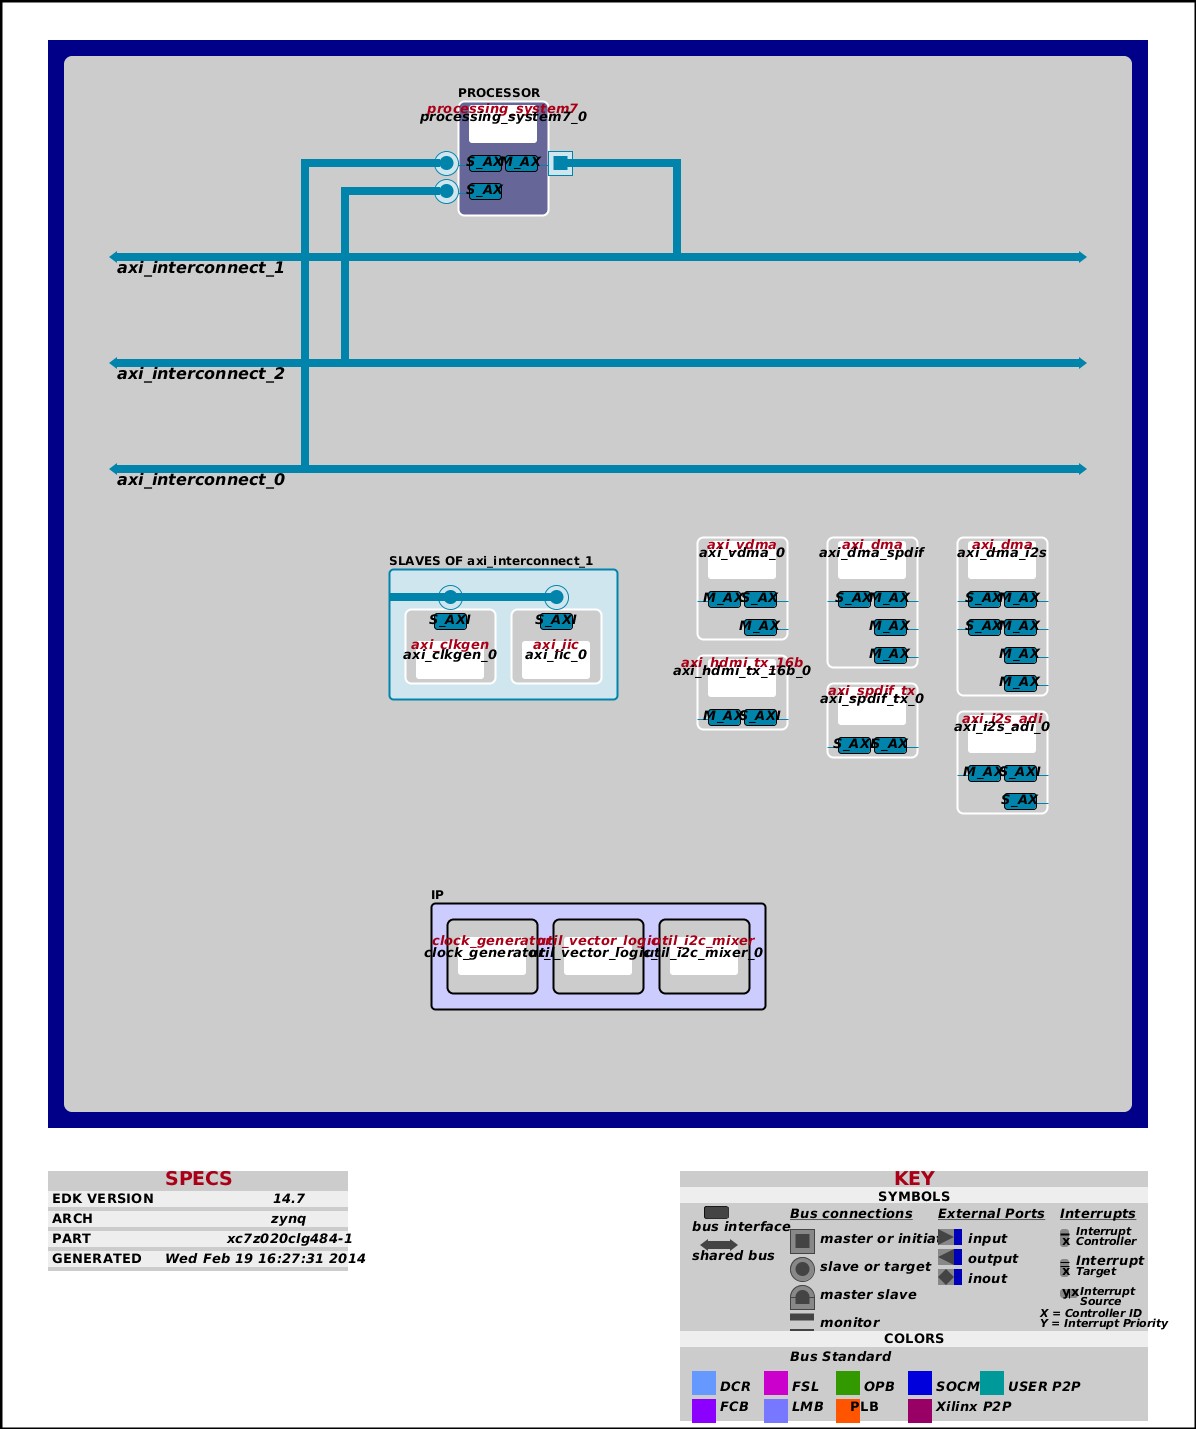 PROCESSOR
processing_system7
processing_system7_0
S_AX M_AX
S_AX
axi_interconnect_1
axi_interconnect_2
axi_interconnect_0
SLAVES OF axi_interconnect_1
S_AXI S_AXI
axi_clkgen axi_iic
axi_clkgen_0 axi_iic_0
axi_vdma axi_dma axi_dma
axi_vdma_0 axi_dma_spdif axi_dma_i2s
M_AX S_AX S_AX M_AX S_AX M_AX
M_AX M_AX S_AX M_AX
M_AX M_AX
M_AX
axi_hdmi_tx_16b
axi_hdmi_tx_16b_0
M_AX S_AXI
axi_spdif_tx
axi_spdif_tx_0
S_AX S_AX
axi_i2s_adi
axi_i2s_adi_0
M_AX S_AXI
S_AX
IP
clock_generator util_vector_logic util_i2c_mixer
util_i2c_mixer_0
SPECS
EDK VERSION 14.7
ARCH zynq
PART xc7z020clg484-1
GENERATED Wed Feb 19 16:27:31 2014
KEY
SYMBOLS
bus interface
shared bus
Bus connections
master or initiat
slave or target
master slave
monitor
External Ports
input
output
inout
Interrupts
x Interrupt
Controller
x Interrupt
Target
yx Interrupt
Source
X = Controller ID
Y = Interrupt Priority
COLORS
Bus Standard
DCR FSL OPB SOCM USER P2P
FCB LMB PLB Xilinx P2P